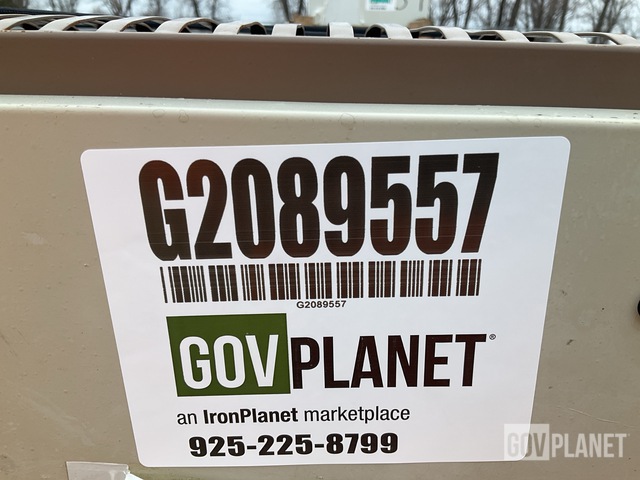 G2089557
G2089557
GOVPLANET®
an IronPlanet marketplace
925-225-8799
GOVPLANET